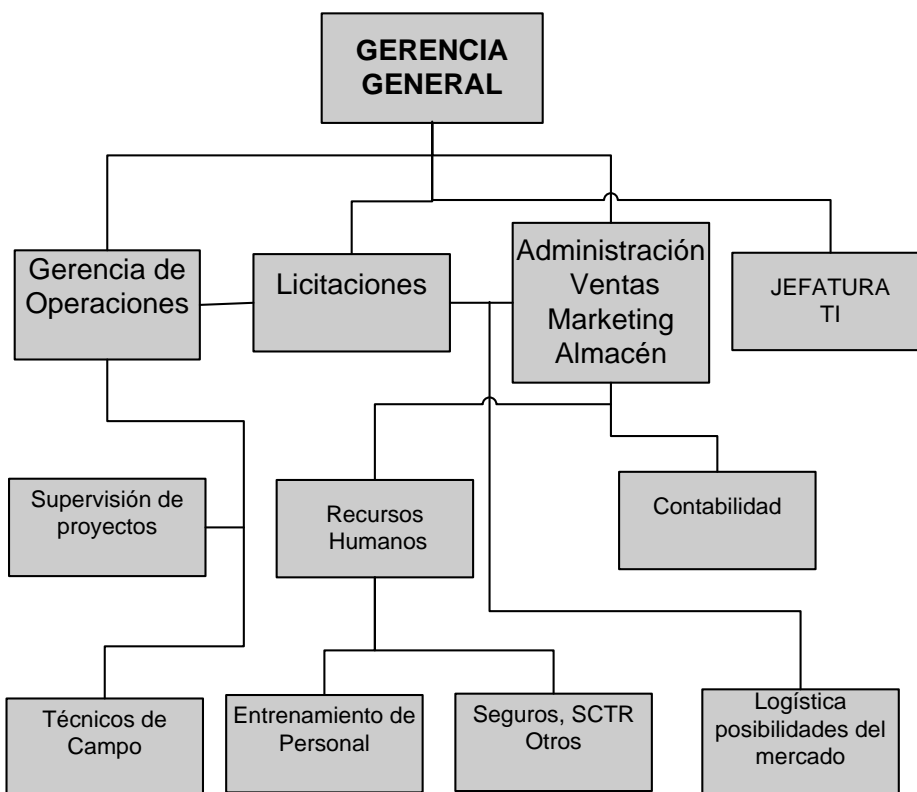 GERENCIA
GENERAL
Gerencia de
Operaciones
Licitaciones
Administración
Ventas
Marketing
Almacén
JEFATURA
TI
Supervisión de
proyectos
Recursos
Humanos
Contabilidad
Técnicos de
Campo
Entrenamiento de
Personal
Seguros, SCTR
Otros
Logística
posibilidades del
mercado